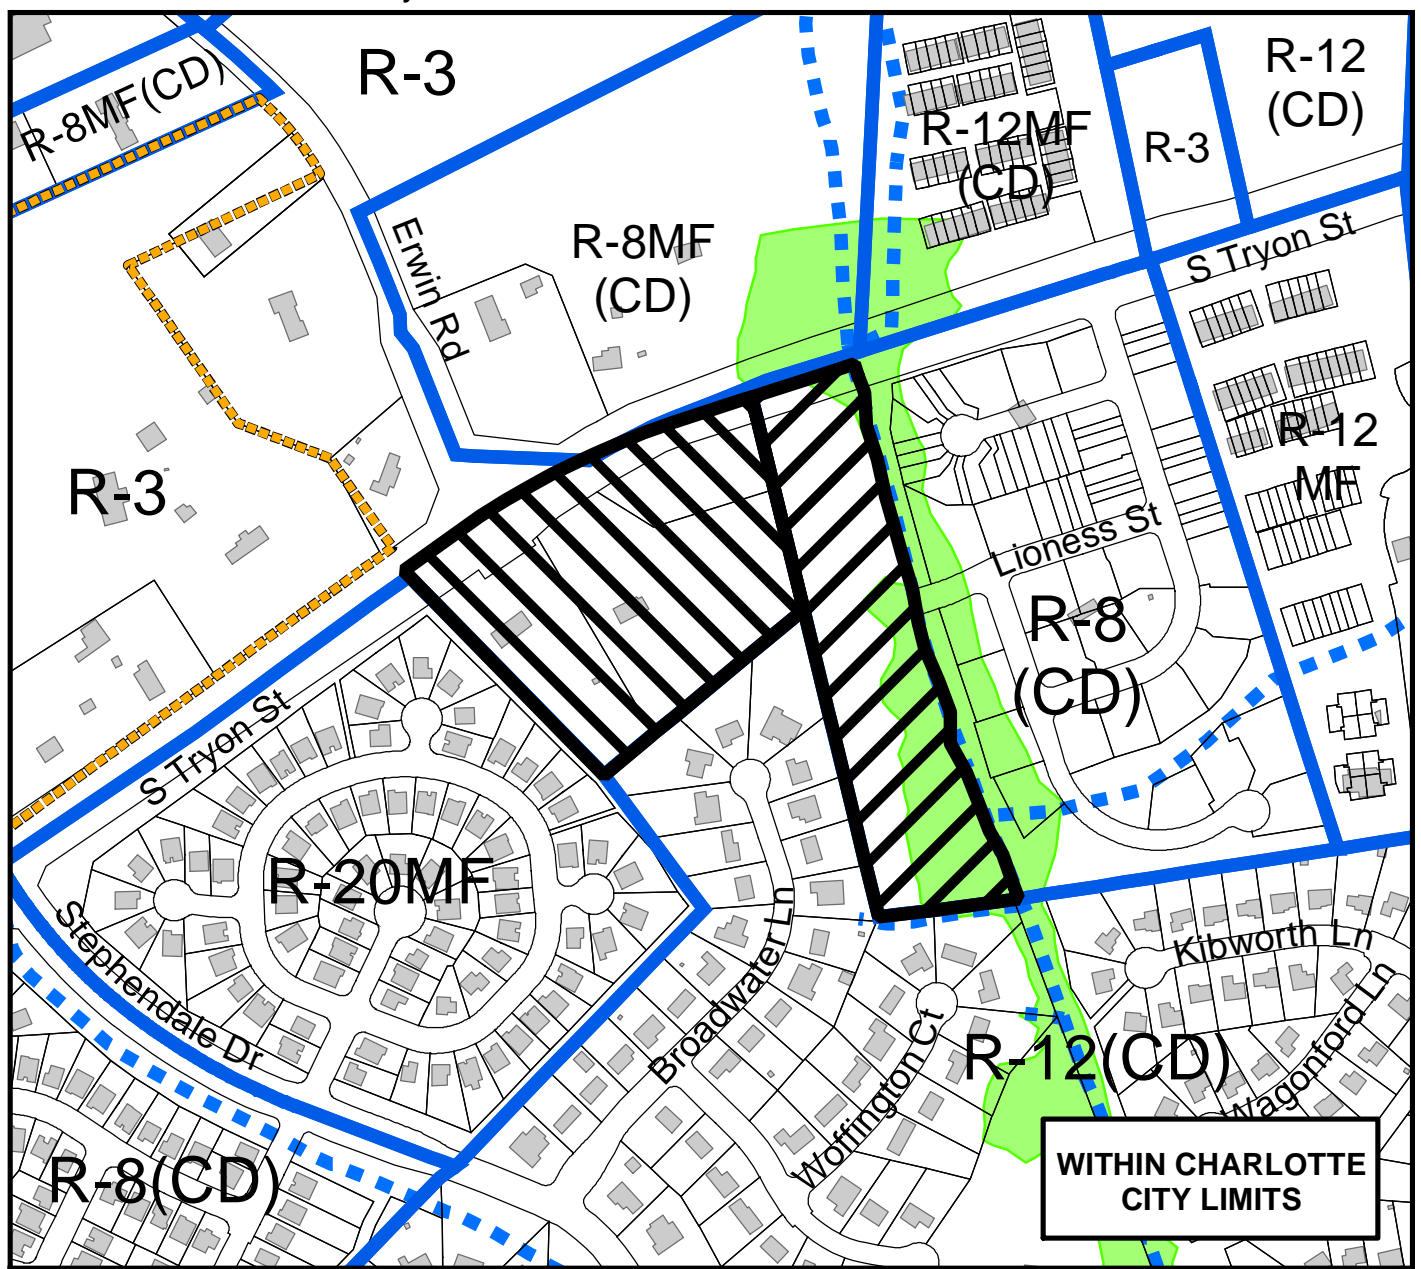 R-3
R-12
(CD)
R-8MF(CD)
R-12MF
(CD)
R-3
Erwin Rd
R-8MF
(CD)
S Tryon St
R-12
MF
R-3
Lioness St
R-8
(CD)
S Tryon St
R-20MF
Stephendale Dr
Broadwater Ln
Kibworth Ln
Wagonford Ln
Woffington Ct
R-12(CD)
R-8(CD)
WITHIN CHARLOTTE
CITY LIMITS